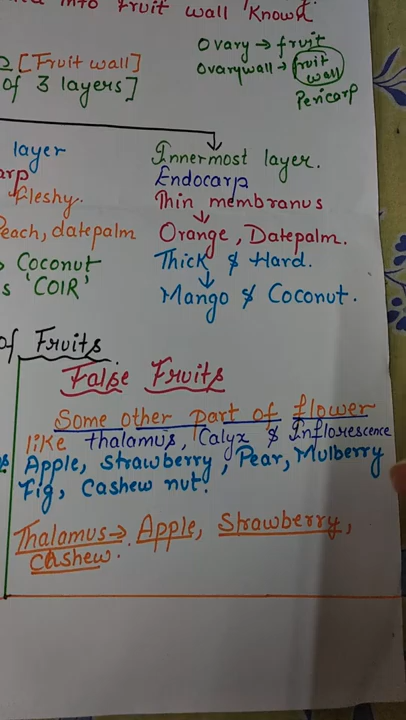 into fruit wall Known
Ovary → fruit
Ovarywall → fruit wall
Pericarp
[Fruit wall]
of 3 layers]
layer
fleshy.
Peach, datepalm
Coconut
'COIR'
Innermost layer.
Endocarp
Thin membranus
↓
Orange, Datepalm.
Thick & Hard.
↓
Mango & Coconut.
of Fruits
False Fruits
Some other part of flower
like thalamus, Calyx & Inflorescence
Apple, strawberry, Pear, Mulberry
Fig, Cashew nut.
Thalamus → Apple, Strawberry,
Cashew.